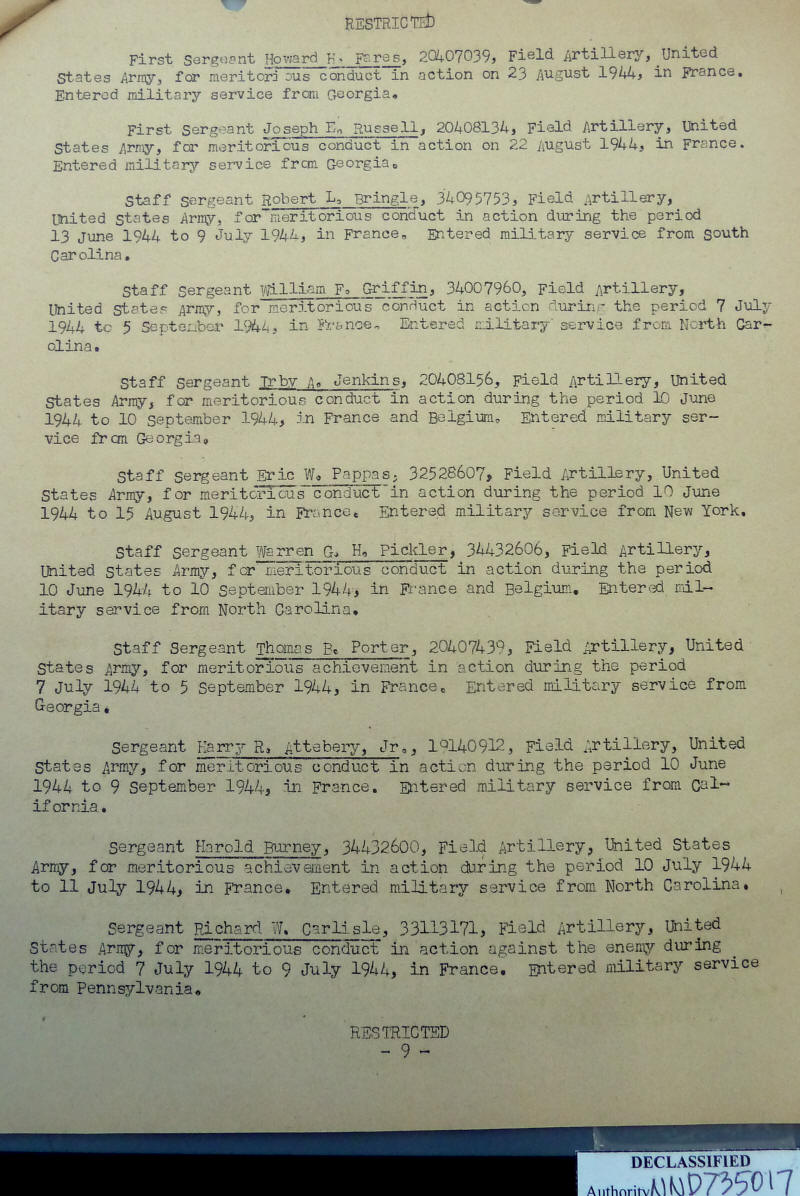 RESTRICTED
First Sergeant Howard H. Fares, 20407039, Field Artillery, United
States Army, for meritorious conduct in action on 23 August 1944, in France.
Entered military service from Georgia.
First Sergeant Joseph E. Russell, 20408134, Field Artillery, United
States Army, for meritorious conduct in action on 22 August 1944, in France.
Entered military service from Georgia.
Staff Sergeant Robert L. Bringle, 34095753, Field Artillery,
United States Army, for meritorious conduct in action during the period
13 June 1944 to 9 July 1944, in France. Entered military service from South
Carolina.
Staff Sergeant William F. Griffin, 34007960, Field Artillery,
United States Army, for meritorious conduct in action during the period 7 July
1944 to 5 September 1944, in France. Entered military service from North Car-
olina.
Staff Sergeant Irby A. Jenkins, 20408156, Field Artillery, United
States Army, for meritorious conduct in action during the period 10 June
1944 to 10 September 1944, in France and Belgium. Entered military ser-
vice from Georgia.
Staff Sergeant Eric W. Pappas, 32528607, Field Artillery, United
States Army, for meritorious conduct in action during the period 10 June
1944 to 15 August 1944, in France. Entered military service from New York.
Staff Sergeant Warren G. H. Pickler, 34432606, Field Artillery,
United States Army, for meritorious conduct in action during the period
10 June 1944 to 10 September 1944, in France and Belgium. Entered mil-
itary service from North Carolina.
Staff Sergeant Thomas B. Porter, 20407439, Field Artillery, United
States Army, for meritorious achievement in action during the period
7 July 1944 to 5 September 1944, in France. Entered military service from
Georgia.
Sergeant Harry R. Attebery, Jr., 19140912, Field Artillery, United
States Army, for meritorious conduct in action during the period 10 June
1944 to 9 September 1944, in France. Entered military service from Cal-
ifornia.
Sergeant Harold Burney, 34432600, Field Artillery, United States
Army, for meritorious achievement in action during the period 10 July 1944
to 11 July 1944, in France. Entered military service from North Carolina.
Sergeant Richard W. Carlisle, 33113171, Field Artillery, United
States Army, for meritorious conduct in action against the enemy during
the period 7 July 1944 to 9 July 1944, in France. Entered military service
from Pennsylvania.
RESTRICTED
- 9 -
DECLASSIFIED
Authority NND735017